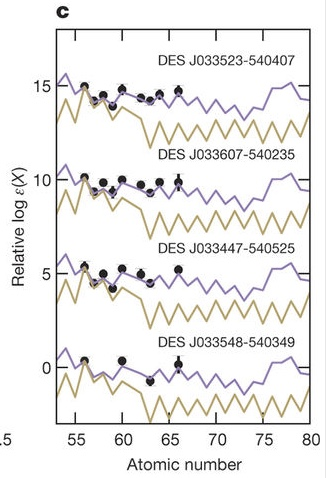 c
DES J033523-540407
15
DES J033607-540235
10
DES J033447-540525
5
DES J033548-540349
0
Relative log ε(X)
.5
55 60 65 70 75 80
Atomic number